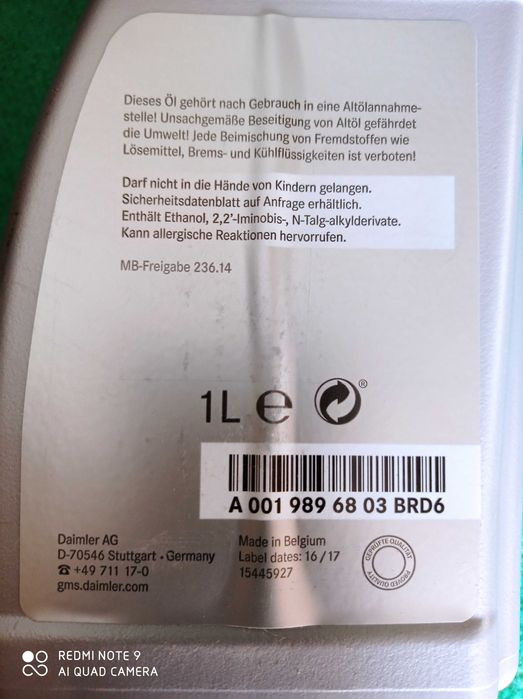 Dieses Öl gehört nach Gebrauch in eine Altölannahme-
stelle! Unsachgemäße Beseitigung von Altöl gefährdet
die Umwelt! Jede Beimischung von Fremdstoffen wie
Lösemittel, Brems- und Kühlflüssigkeiten ist verboten!
Darf nicht in die Hände von Kindern gelangen.
Sicherheitsdatenblatt auf Anfrage erhältlich.
Enthält Ethanol, 2,2'-Iminobis-, N-Talg-alkylderivate.
Kann allergische Reaktionen hervorrufen.
MB-Freigabe 236.14
1L ℮ ®
A 001 989 68 03 BRD6
Daimler AG
D-70546 Stuttgart • Germany
☎ +49 711 17-0
gms.daimler.com
Made in Belgium
Label dates: 16/17
15445927
GEPRÜFTE QUALITÄT
PROVED QUALITY
REDMI NOTE 9
AI QUAD CAMERA